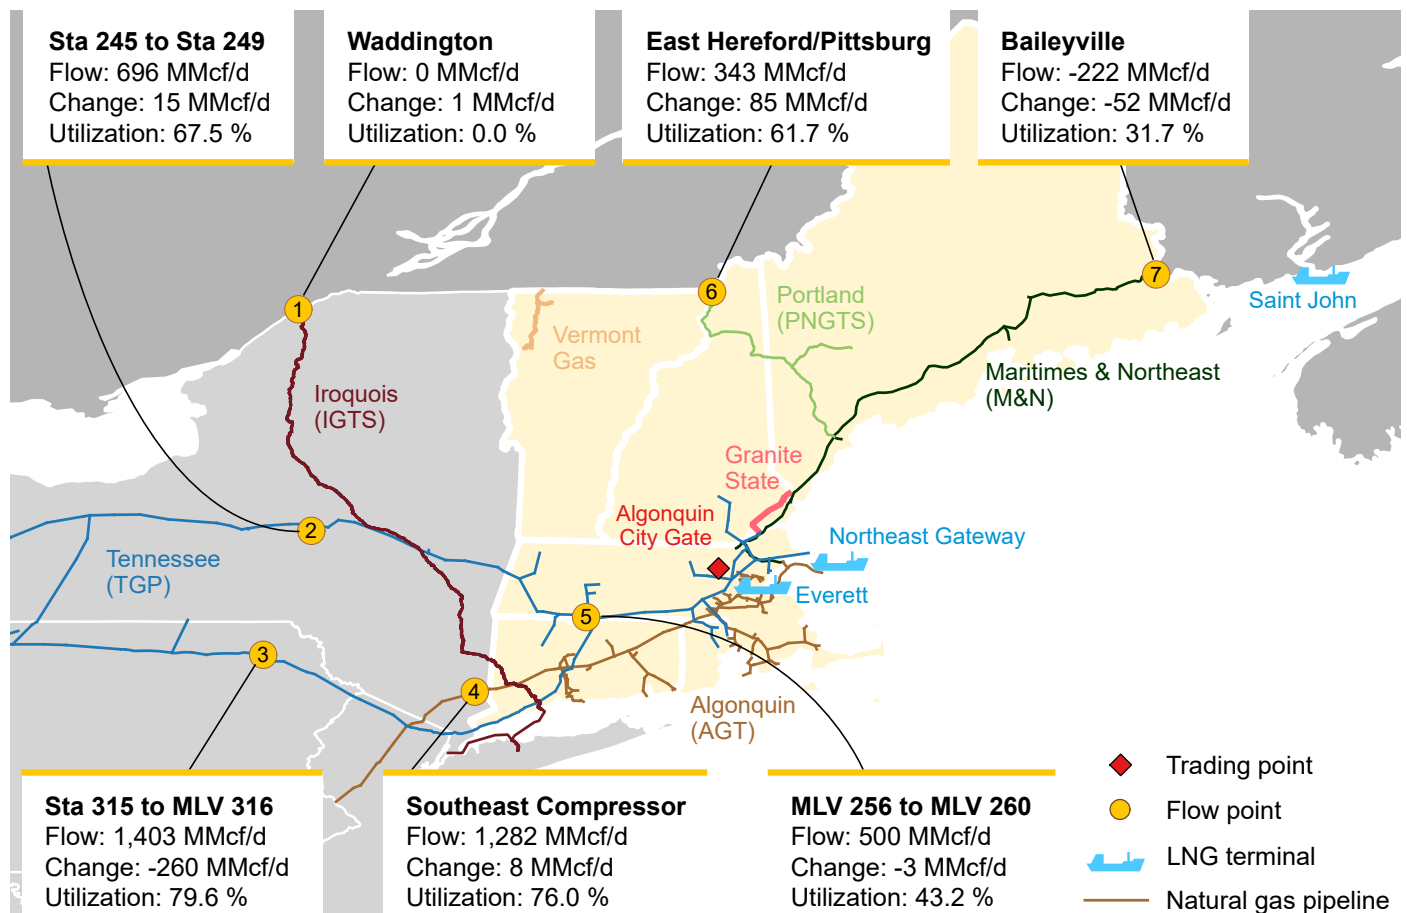 Sta 245 to Sta 249
Flow: 696 MMcf/d
Change: 15 MMcf/d
Utilization: 67.5 %
Waddington
Flow: 0 MMcf/d
Change: 1 MMcf/d
Utilization: 0.0 %
East Hereford/Pittsburg
Flow: 343 MMcf/d
Change: 85 MMcf/d
Utilization: 61.7 %
Baileyville
Flow: -222 MMcf/d
Change: -52 MMcf/d
Utilization: 31.7 %
1
6
7
Portland
(PNGTS)
Saint John
Vermont
Gas
Iroquois
(IGTS)
Maritimes & Northeast
(M&N)
Granite
State
Algonquin
City Gate
2
Northeast Gateway
Tennessee
(TGP)
Everett
5
3
4
Algonquin
(AGT)
Sta 315 to MLV 316
Flow: 1,403 MMcf/d
Change: -260 MMcf/d
Utilization: 79.6 %
Southeast Compressor
Flow: 1,282 MMcf/d
Change: 8 MMcf/d
Utilization: 76.0 %
MLV 256 to MLV 260
Flow: 500 MMcf/d
Change: -3 MMcf/d
Utilization: 43.2 %
Trading point
Flow point
LNG terminal
Natural gas pipeline